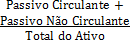 Passivo Circulante +
Passivo Não Circulante
Total do Ativo